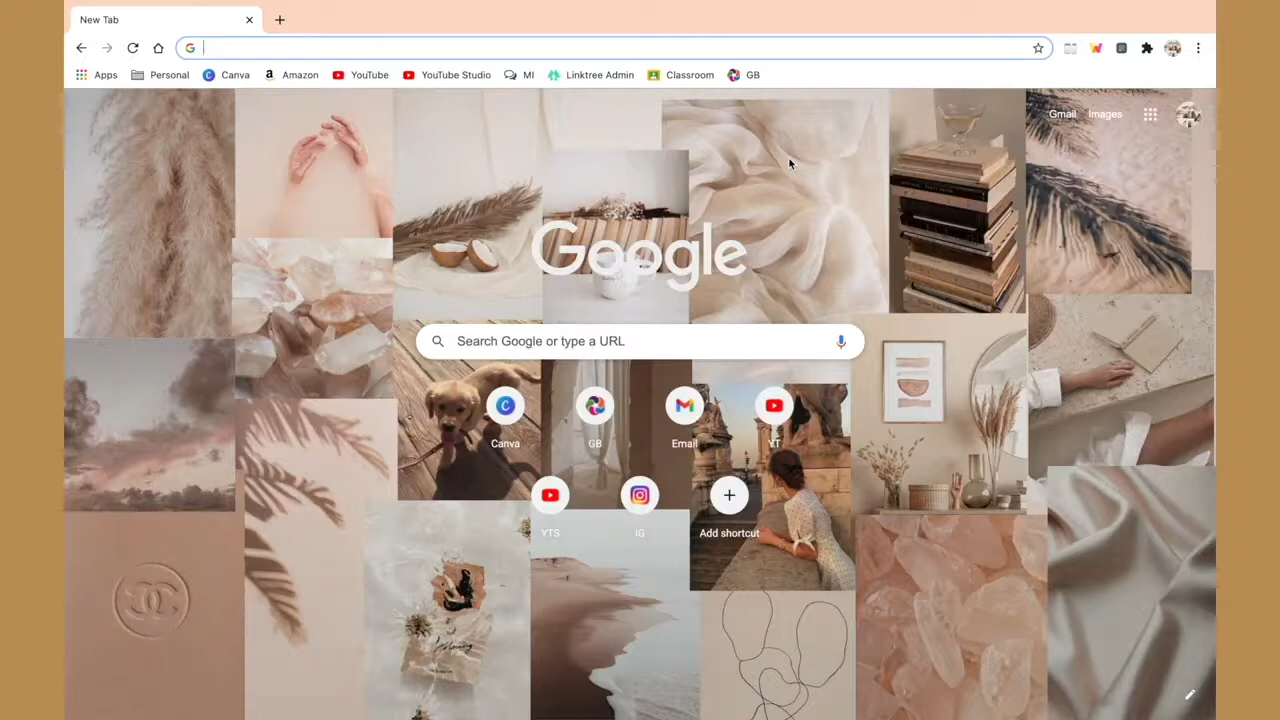 New Tab
Apps Personal Canva Amazon YouTube YouTube Studio MI Linktree Admin Classroom GB
Gmail Images
Google
Search Google or type a URL
Canva GB Email YT
YTS IG Add shortcut